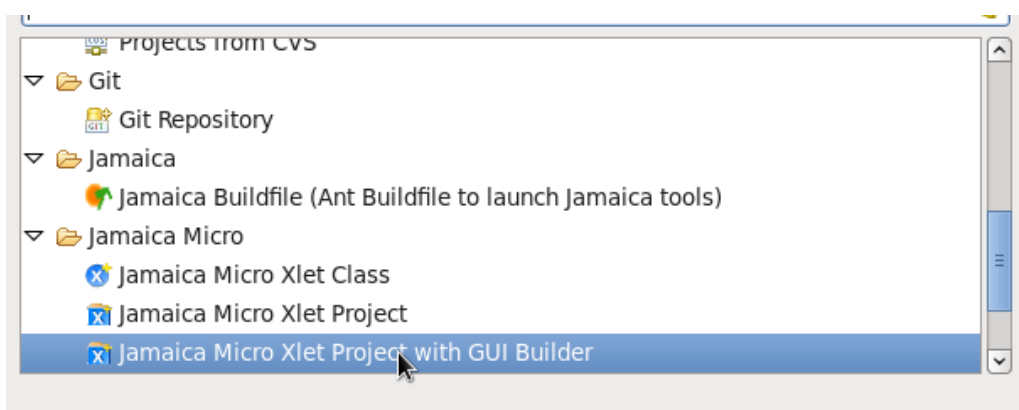 Projects from CVS
Git
Git Repository
Jamaica
Jamaica Buildfile (Ant Buildfile to launch Jamaica tools)
Jamaica Micro
Jamaica Micro Xlet Class
Jamaica Micro Xlet Project
Jamaica Micro Xlet Project with GUI Builder